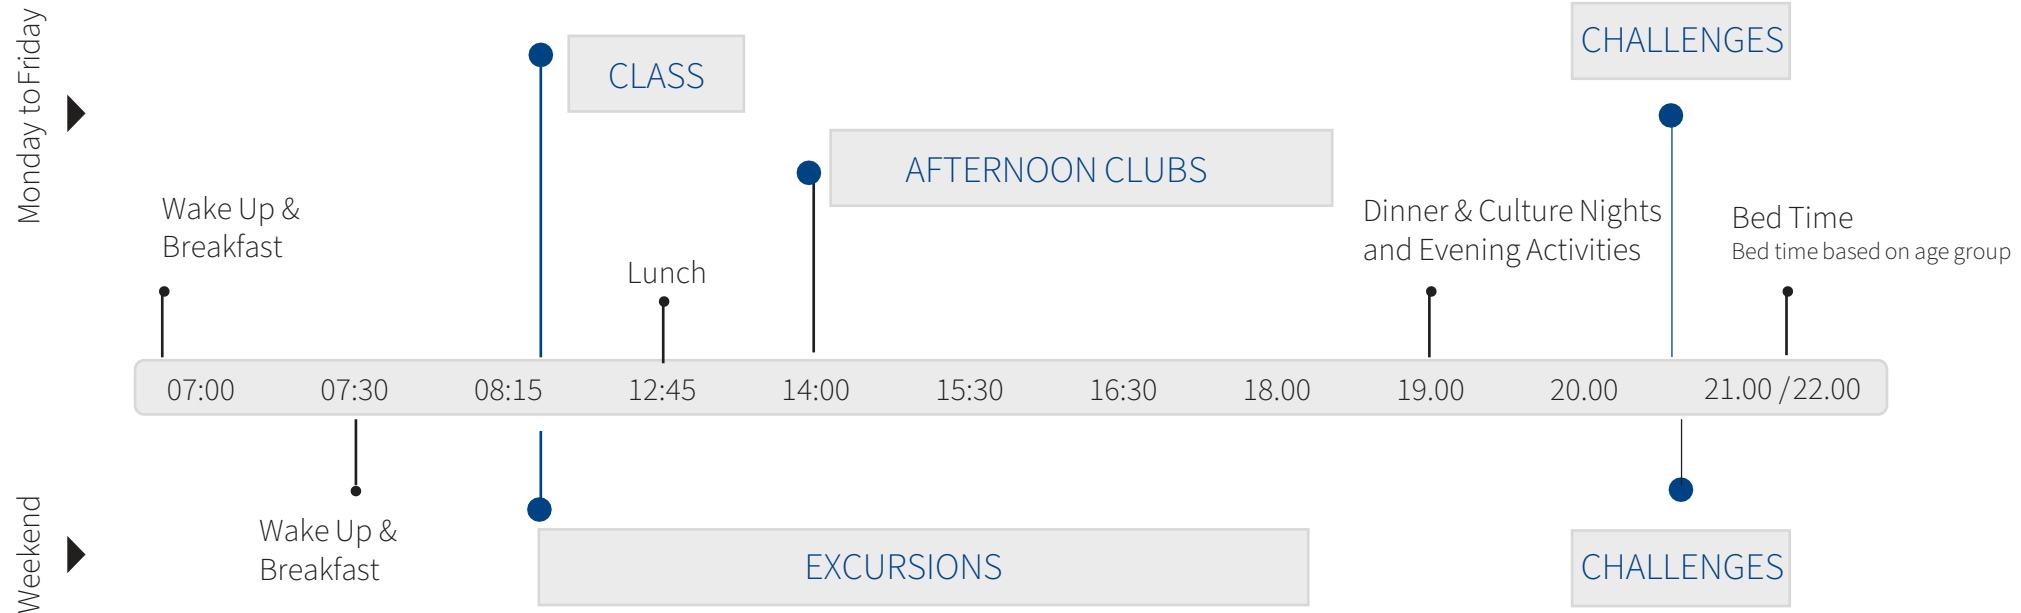 Monday to Friday
CHALLENGES
CLASS
AFTERNOON CLUBS
Wake Up &
Breakfast
Lunch
Dinner & Culture Nights
and Evening Activities
Bed Time
Bed time based on age group
07:00 07:30 08:15 12:45 14:00 15:30 16:30 18.00 19.00 20.00 21.00 / 22.00
Weekend
Wake Up &
Breakfast
EXCURSIONS
CHALLENGES